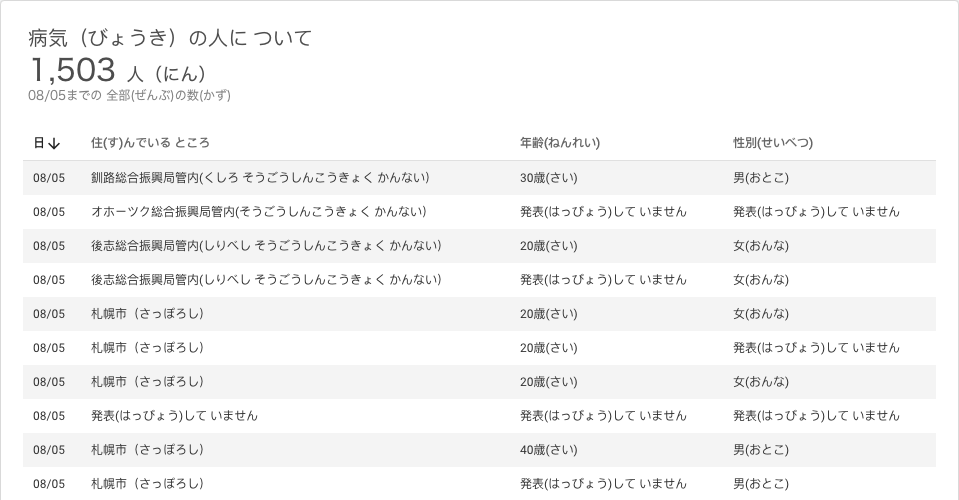 病気（びょうき）の人に ついて
1,503 人（にん）
08/05までの 全部(ぜんぶ)の数(かず)
日↓ 住(す)んでいる ところ 年齢(ねんれい) 性別(せいべつ)
08/05 釧路総合振興局管内(くしろ そうごうしんこうきょく かんない） 30歳(さい) 男(おとこ)
08/05 オホーツク総合振興局管内(そうごうしんこうきょく かんない） 発表(はっぴょう)して いません 発表(はっぴょう)して いません
08/05 後志総合振興局管内(しりべし そうごうしんこうきょく かんない） 20歳(さい) 女(おんな)
08/05 後志総合振興局管内(しりべし そうごうしんこうきょく かんない） 発表(はっぴょう)して いません 女(おんな)
08/05 札幌市（さっぽろし） 20歳(さい) 女(おんな)
08/05 札幌市（さっぽろし） 20歳(さい) 発表(はっぴょう)して いません
08/05 札幌市（さっぽろし） 20歳(さい) 女(おんな)
08/05 発表(はっぴょう)して いません 発表(はっぴょう)して いません 発表(はっぴょう)して いません
08/05 札幌市（さっぽろし） 40歳(さい) 男(おとこ)
08/05 札幌市（さっぽろし） 発表(はっぴょう)して いません 男(おとこ)